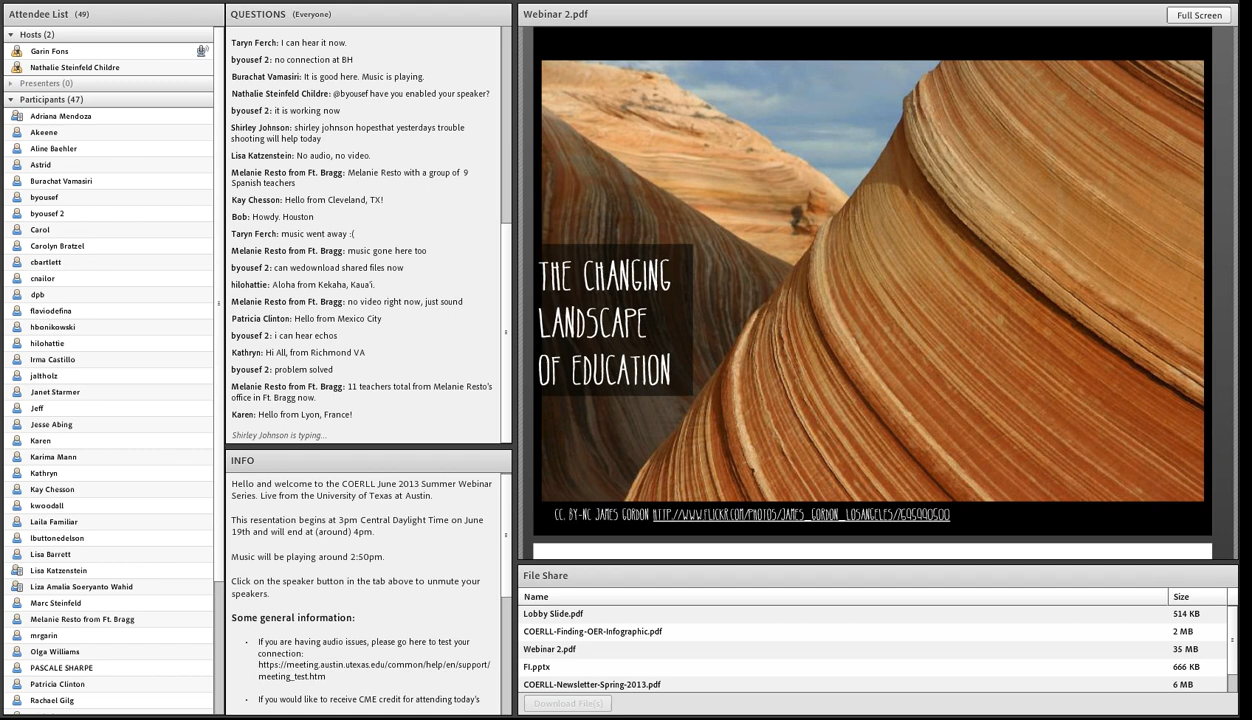 Attendee List (49)
Hosts (2)
Garin Fons
Nathalie Steinfeld Childre
Presenters (0)
Participants (47)
Adriana Mendoza
Akeene
Aline Baehler
Astrid
Burachat Vamasiri
byousef
byousef 2
Carol
Carolyn Bratzel
cbartlett
cnailor
dpb
flaviodefina
hbonikowski
hilohattie
Irma Castillo
jaltholz
Janet Starmer
Jeff
Jesse Abing
Karen
Karima Mann
Kathryn
Kay Chesson
kwoodall
Laila Familiar
lbuttonedelson
Lisa Barrett
Lisa Katzenstein
Liza Amalia Soeryanto Wahid
Marc Steinfeld
Melanie Resto from Ft. Bragg
mrgarin
Olga Williams
PASCALE SHARPE
Patricia Clinton
Rachael Gilg
QUESTIONS (Everyone)
Taryn Ferch: I can hear it now.
byousef 2: no connection at BH
Burachat Vamasiri: It is good here. Music is playing.
Nathalie Steinfeld Childre: @byousef have you enabled your speaker?
byousef 2: it is working now
Shirley Johnson: shirley johnson hopesthat yesterdays trouble
shooting will help today
Lisa Katzenstein: No audio, no video.
Melanie Resto from Ft. Bragg: Melanie Resto with a group of 9
Spanish teachers
Kay Chesson: Hello from Cleveland, TX!
Bob: Howdy. Houston
Taryn Ferch: music went away :(
Melanie Resto from Ft. Bragg: music gone here too
byousef 2: can wedownload shared files now
hilohattie: Aloha from Kekaha, Kaua'i.
Melanie Resto from Ft. Bragg: no video right now, just sound
Patricia Clinton: Hello from Mexico City
byousef 2: i can hear echos
Kathryn: Hi All, from Richmond VA
byousef 2: problem solved
Melanie Resto from Ft. Bragg: 11 teachers total from Melanie Resto's
office in Ft. Bragg now.
Karen: Hello from Lyon, France!
Shirley Johnson is typing...
INFO
Hello and welcome to the COERLL June 2013 Summer Webinar
Series. Live from the University of Texas at Austin.
This resentation begins at 3pm Central Daylight Time on June
19th and will end at (around) 4pm.
Music will be playing around 2:50pm.
Click on the speaker button in the tab above to unmute your
speakers.
Some general information:
• If you are having audio issues, please go here to test your
connection:
https://meeting.austin.utexas.edu/common/help/en/support/
meeting_test.htm
• If you would like to receive CME credit for attending today's
Webinar 2.pdf
Full Screen
THE CHANGING
LANDSCAPE
OF EDUCATION
CC. BY-NC JAMES GORDON HTTP://WWW.FLICKR.COM/PHOTOS/JAMES_GORDON_LOSANGELES//7695990500
File Share
Name Size
Lobby Slide.pdf 514 KB
COERLL-Finding-OER-Infographic.pdf 2 MB
Webinar 2.pdf 35 MB
FI.pptx 666 KB
COERLL-Newsletter-Spring-2013.pdf 6 MB
Download File(s)